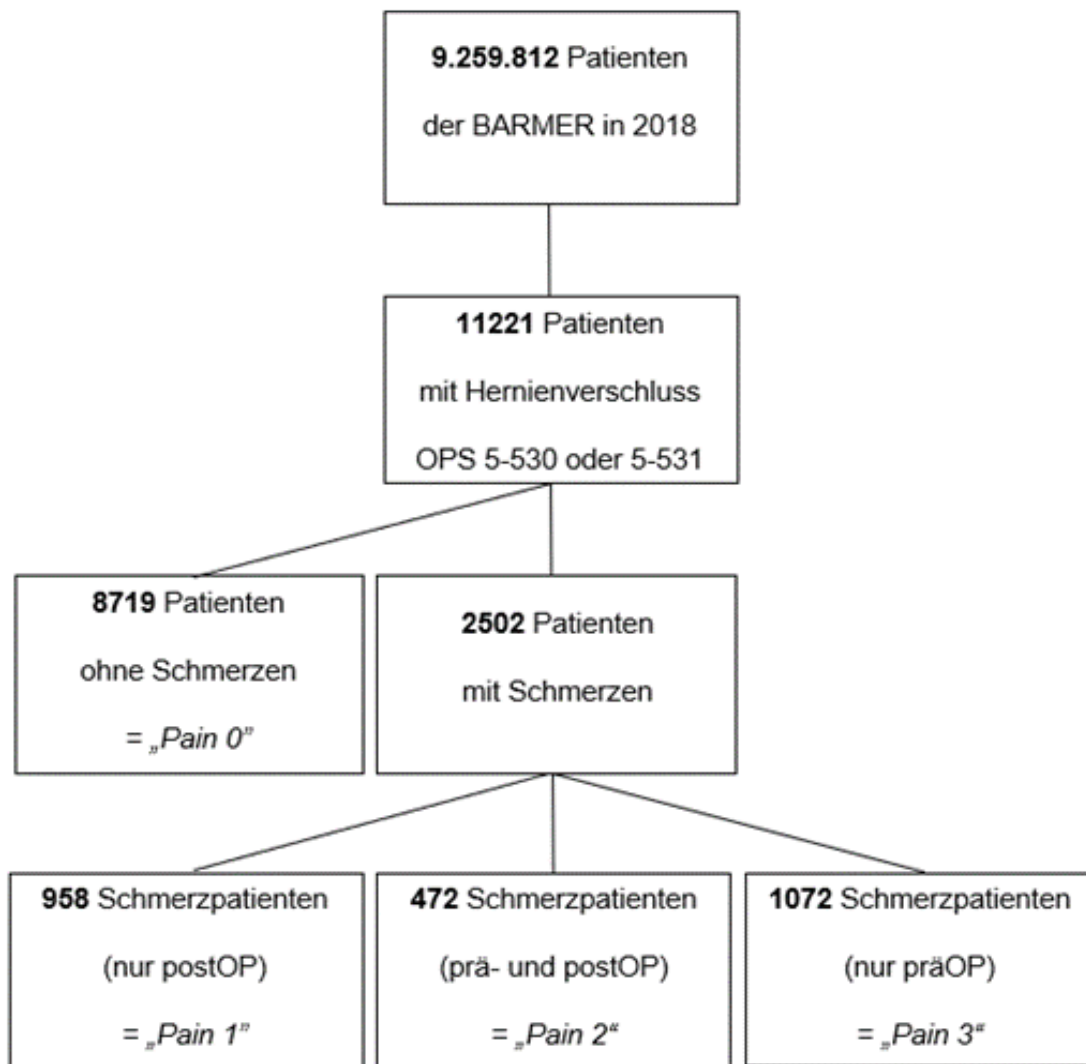 9.259.812 Patienten
der BARMER in 2018
11221 Patienten
mit Hernienverschluss
OPS 5-530 oder 5-531
8719 Patienten
ohne Schmerzen
= „Pain 0”
2502 Patienten
mit Schmerzen
958 Schmerzpatienten
(nur postOP)
= „Pain 1”
472 Schmerzpatienten
(prä- und postOP)
= „Pain 2“
1072 Schmerzpatienten
(nur präOP)
= „Pain 3“